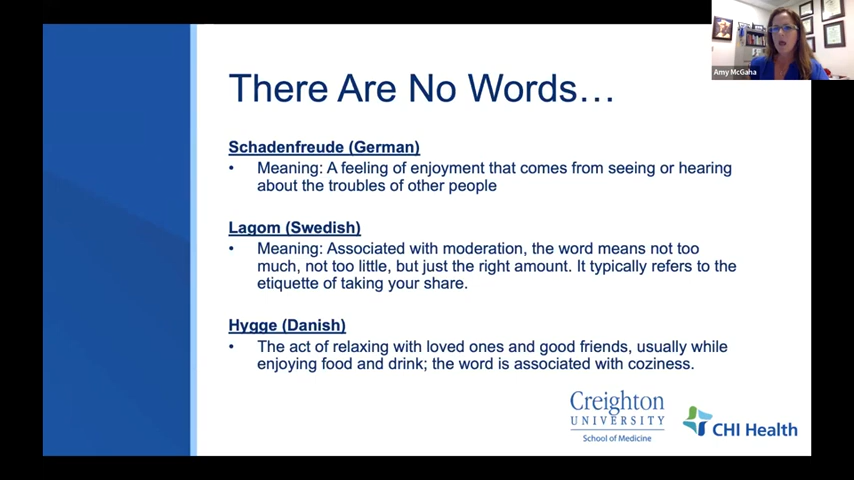 There Are No Words...
Amy McGaha
Schadenfreude (German)
• Meaning: A feeling of enjoyment that comes from seeing or hearing
about the troubles of other people
Lagom (Swedish)
• Meaning: Associated with moderation, the word means not too
much, not too little, but just the right amount. It typically refers to the
etiquette of taking your share.
Hygge (Danish)
• The act of relaxing with loved ones and good friends, usually while
enjoying food and drink; the word is associated with coziness.
Creighton
UNIVERSITY
School of Medicine
CHI Health